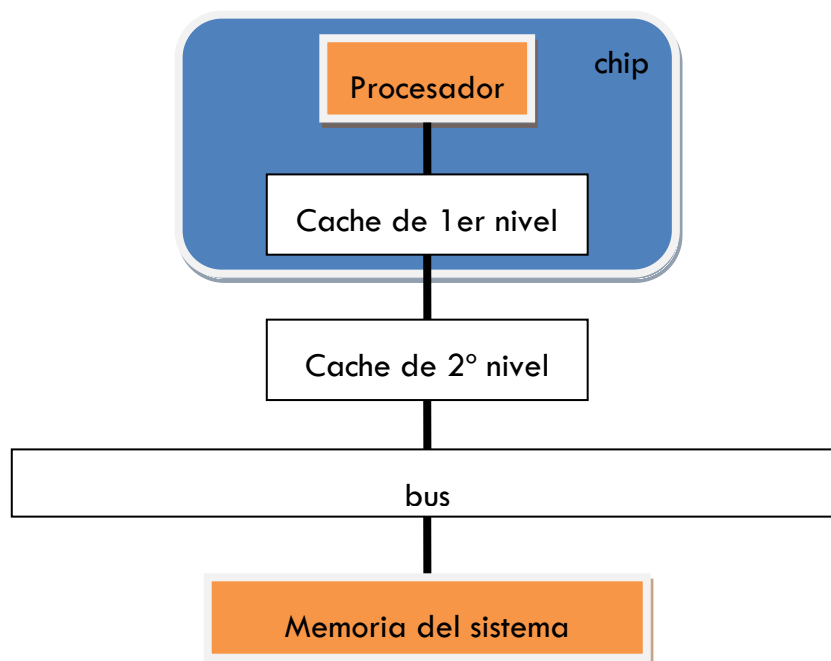 chip
Procesador
Cache de 1er nivel
Cache de 2º nivel
bus
Memoria del sistema